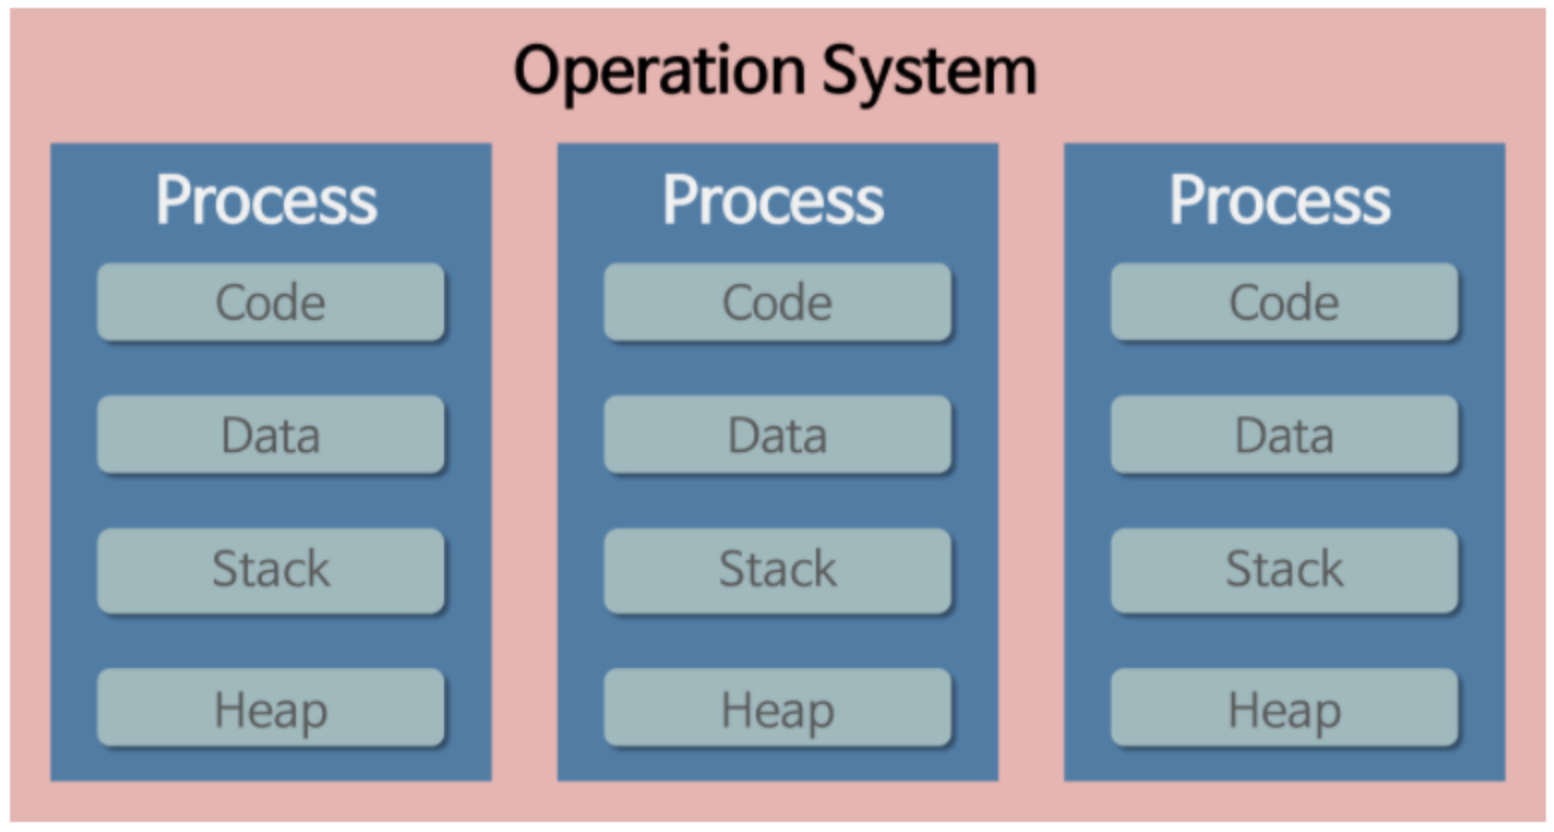 Operation System
Process
Code
Data
Stack
Heap
Process
Code
Data
Stack
Heap
Process
Code
Data
Stack
Heap